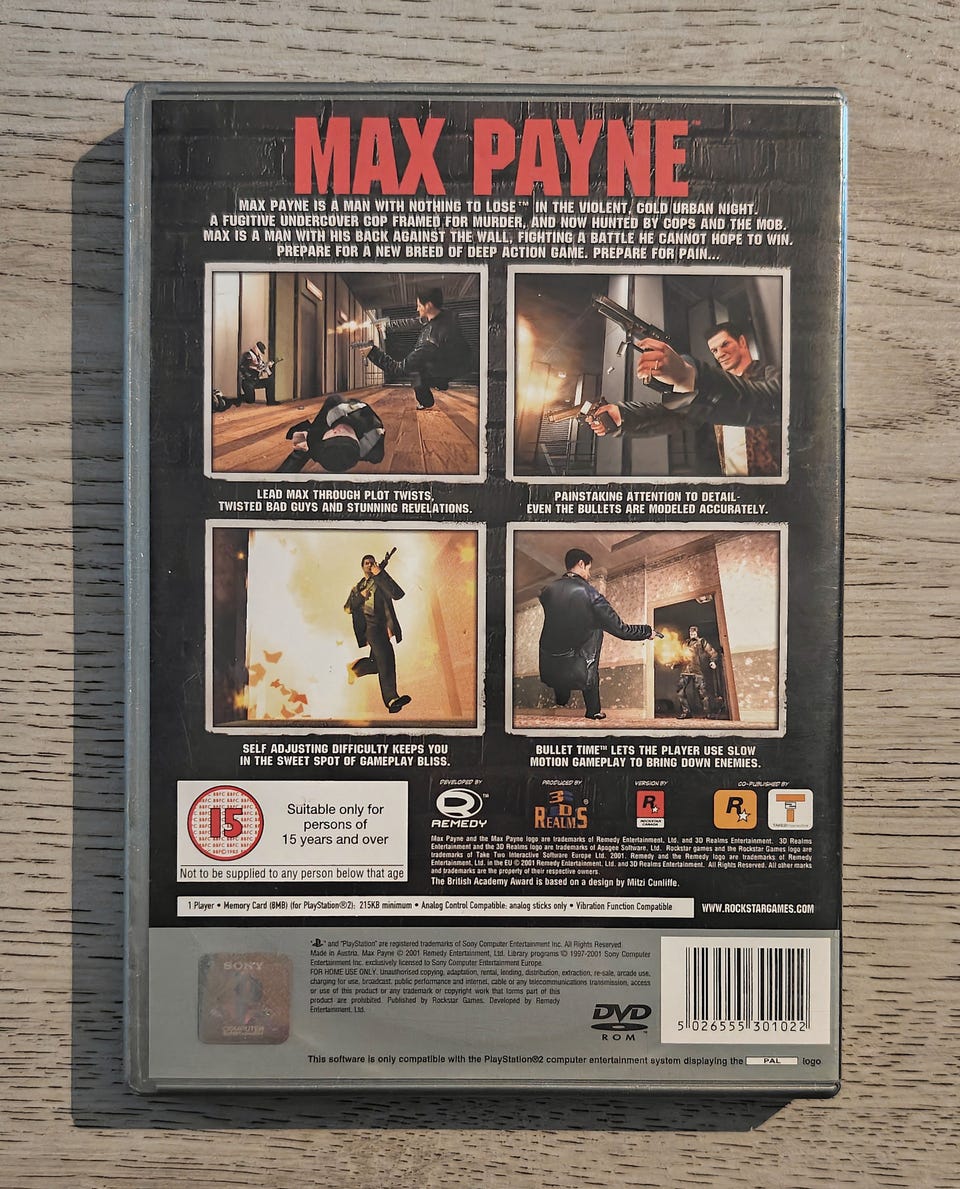 MAX PAYNE™
MAX PAYNE IS A MAN WITH NOTHING TO LOSE™ IN THE VIOLENT, COLD URBAN NIGHT.
A FUGITIVE UNDERCOVER COP FRAMED FOR MURDER, AND NOW HUNTED BY COPS AND THE MOB.
MAX IS A MAN WITH HIS BACK AGAINST THE WALL, FIGHTING A BATTLE HE CANNOT HOPE TO WIN.
PREPARE FOR A NEW BREED OF DEEP ACTION GAME. PREPARE FOR PAIN...
LEAD MAX THROUGH PLOT TWISTS,
TWISTED BAD GUYS AND STUNNING REVELATIONS.
PAINSTAKING ATTENTION TO DETAIL-
EVEN THE BULLETS ARE MODELED ACCURATELY.
SELF ADJUSTING DIFFICULTY KEEPS YOU
IN THE SWEET SPOT OF GAMEPLAY BLISS.
BULLET TIME™ LETS THE PLAYER USE SLOW
MOTION GAMEPLAY TO BRING DOWN ENEMIES.
15
Suitable only for
persons of
15 years and over
Not to be supplied to any person below that age
DEVELOPED BY
REMEDY™
PRODUCED BY
3D REALMS
VERSION BY
R
ROCKSTAR
CANADA
CO-PUBLISHED BY
R
T
TAKE2 Interactive
Max Payne and the Max Payne logo are trademarks of Remedy Entertainment, Ltd. and 3D Realms Entertainment. 3D Realms
Entertainment and the 3D Realms logo are trademarks of Apogee Software, Ltd. Rockstar games and the Rockstar Games logo are
trademarks of Take Two Interactive Software Europe Ltd. 2001. Remedy and the Remedy logo are trademarks of Remedy
Entertainment, Ltd. in the EU © 2001 Remedy Entertainment, Ltd. and 3D Realms Entertainment. All Rights Reserved. All other marks
and trademarks are the property of their respective owners.
The British Academy Award is based on a design by Mitzi Cunliffe.
1 Player • Memory Card (8MB) (for PlayStation®2): 215KB minimum • Analog Control Compatible: analog sticks only • Vibration Function Compatible
WWW.ROCKSTARGAMES.COM
SONY
COMPUTER
and "PlayStation" are registered trademarks of Sony Computer Entertainment Inc. All Rights Reserved.
Made in Austria. Max Payne © 2001 Remedy Entertainment, Ltd. Library programs © 1997-2001 Sony Computer
Entertainment Inc. exclusively licensed to Sony Computer Entertainment Europe.
FOR HOME USE ONLY. Unauthorised copying, adaptation, rental, lending, distribution, extraction, re-sale, arcade use,
charging for use, broadcast, public performance and internet, cable or any telecommunications transmission, access
or use of this product or any trademark or copyright work that forms part of this
product are prohibited. Published by Rockstar Games. Developed by Remedy
Entertainment, Ltd.
DVD™
ROM
5 026555 301022
This software is only compatible with the PlayStation®2 computer entertainment system displaying the PAL logo